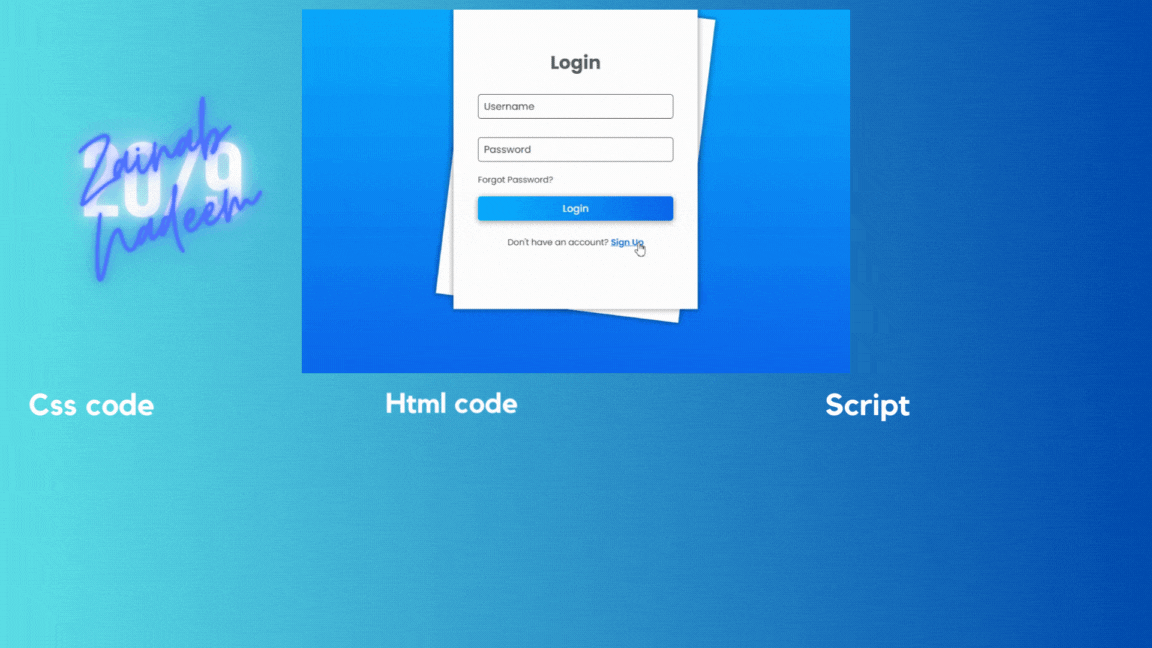 Login
Username
Password
Forgot Password?
Login
Don't have an account? Sign Up
Zainab
2079
Nadeem
Css code
Html code
Script